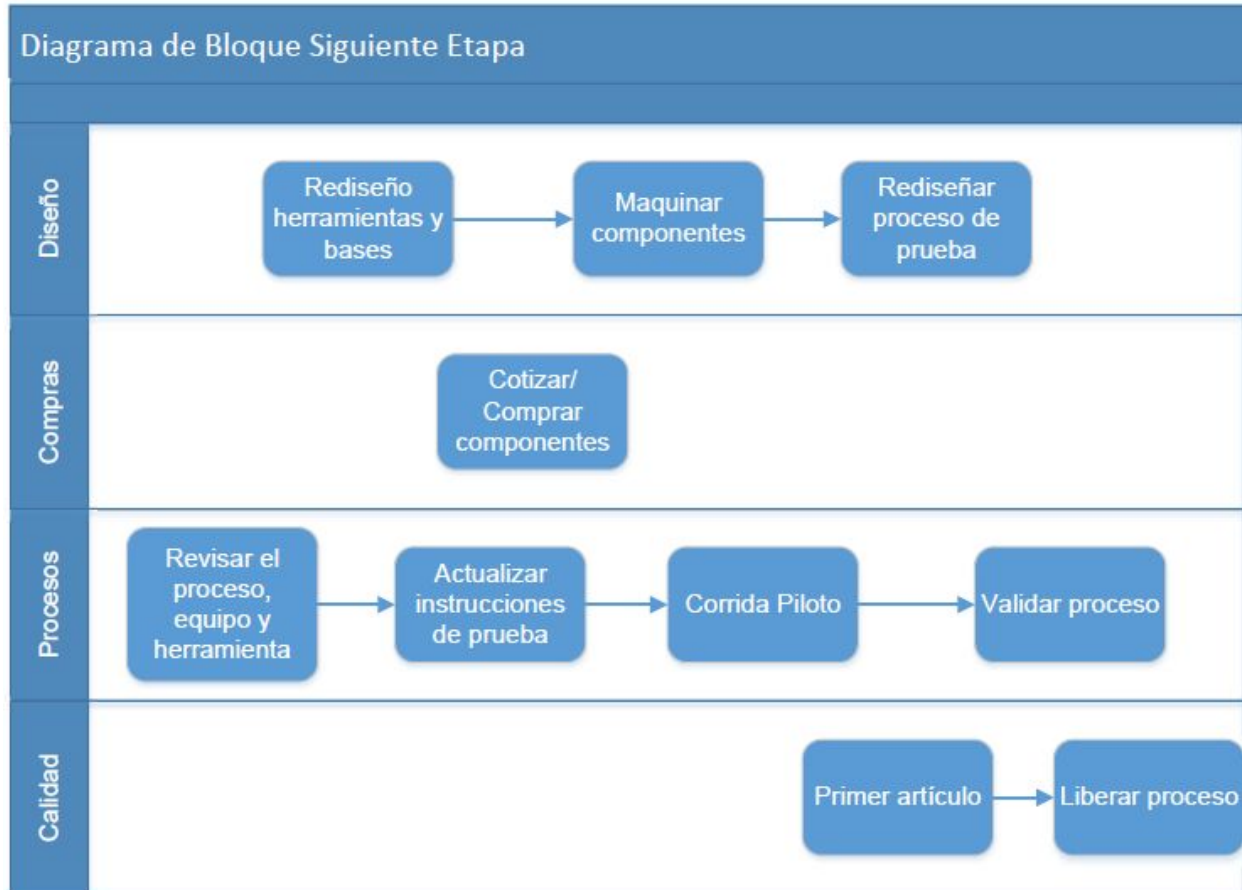 Diagrama de Bloque Siguiente Etapa
Diseño
Rediseño
herramientas y
bases
Maquinar
componentes
Rediseñar
proceso de
prueba
Compras
Cotizar/
Comprar
componentes
Procesos
Revisar el
proceso,
equipo y
herramienta
Actualizar
instrucciones
de prueba
Corrida Piloto
Validar proceso
Calidad
Primer artículo
Liberar proceso